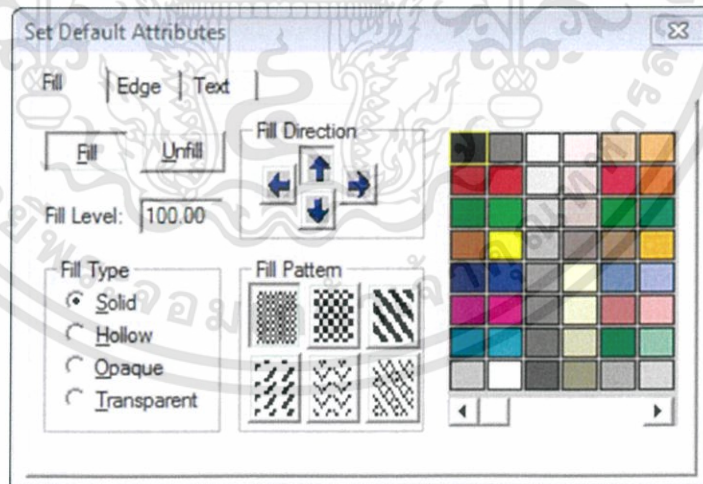 Set Default Attributes
Fill
Edge
Text
Fill
Unfill
Fill Level: 100.00
Fill Direction
Fill Type
Solid
Hollow
Opaque
Transparent
Fill Pattern